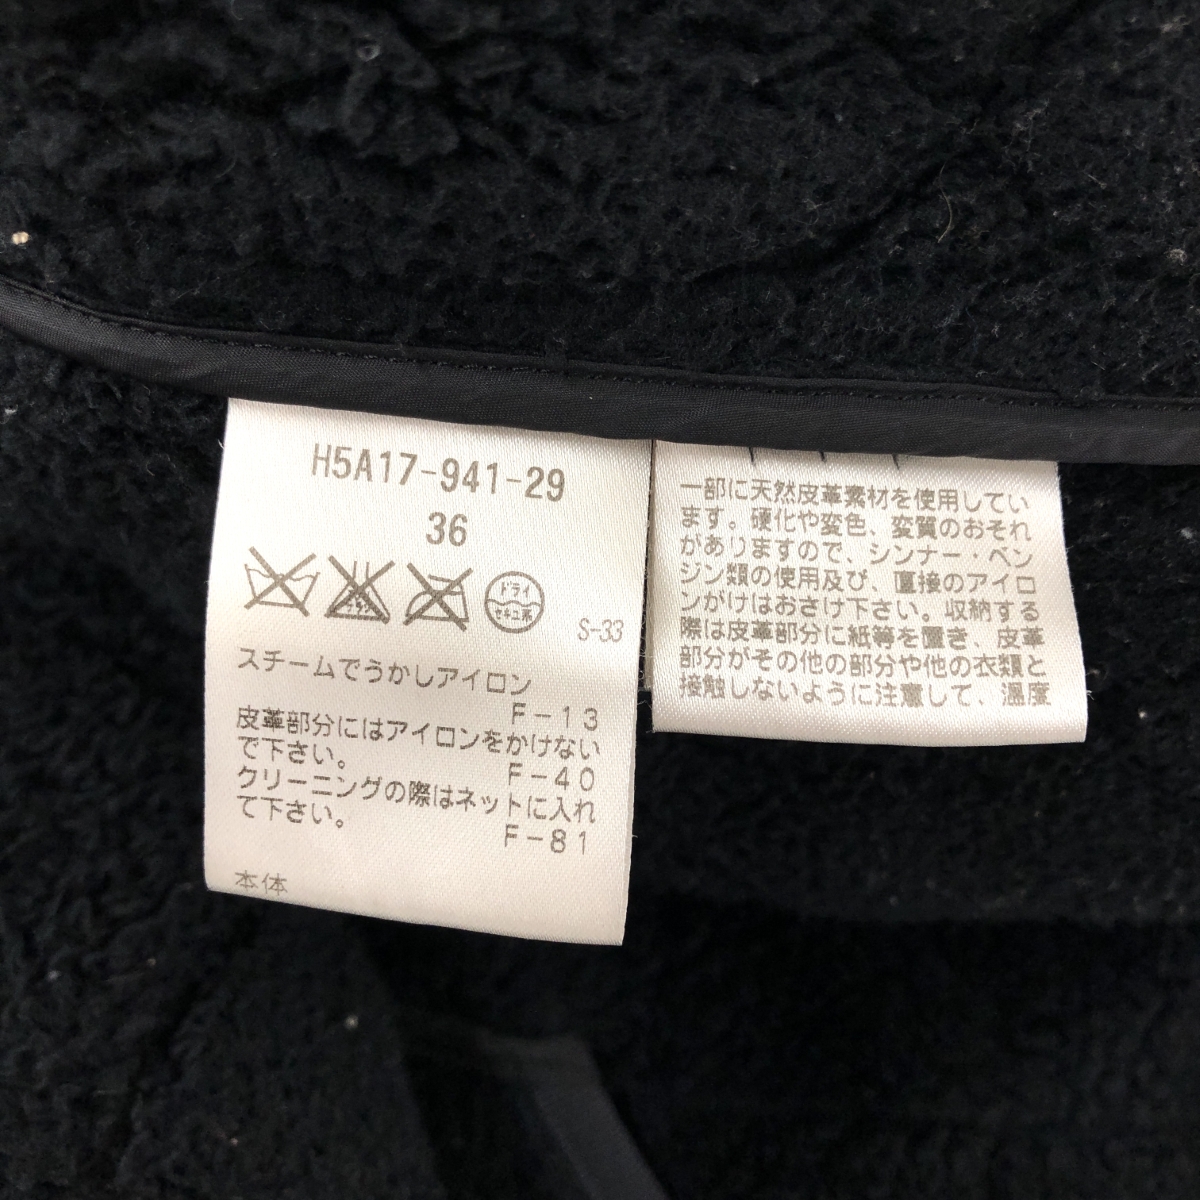 H5A17-941-29
36
ドライ
セキユ系
S-33
スチームでうかしアイロン
F-13
皮革部分にはアイロンをかけない
で下さい。
F-40
クリーニングの際はネットに入れ
て下さい。
F-81
本体
一部に天然皮革素材を使用してい
ます。硬化や変色、変質のおそれ
がありますので、シンナー・ベン
ジン類の使用及び、直接のアイロ
ンがけはおさけ下さい。収納する
際は皮革部分に紙等を置き、皮革
部分がその他の部分や他の衣類と
接触しないように注意して、温度